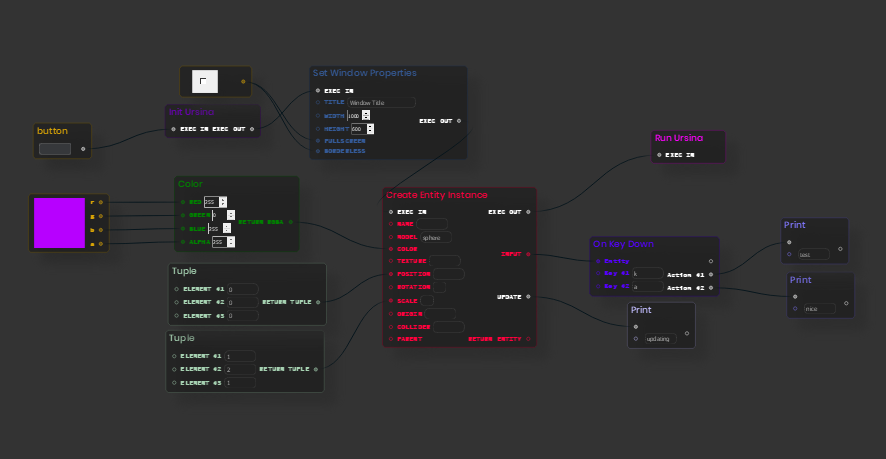 Set Window Properties
EXEC IN
TITLE Window Title
WIDTH 1000
EXEC OUT
HEIGHT 600
FULLSCREEN
BORDERLESS
Init Ursina
EXEC IN EXEC OUT
button
Run Ursina
EXEC IN
Color
RED 255
GREEN 0
RETURN RGBA
BLUE 255
ALPHA 255
r
g
b
a
Create Entity Instance
EXEC IN EXEC OUT
NAME
MODEL sphere
COLOR
INPUT
TEXTURE
POSITION
ROTATION
SCALE
UPDATE
ORIGIN
COLLIDER
PARENT RETURN ENTITY
Tuple
ELEMENT #1 0
ELEMENT #2 0 RETURN TUPLE
ELEMENT #3 0
Tuple
ELEMENT #1 1
ELEMENT #2 2 RETURN TUPLE
ELEMENT #3 1
On Key Down
Key #1 k Action #1
Key #2 a Action #2
Print
test
Print
nice
Print
updating